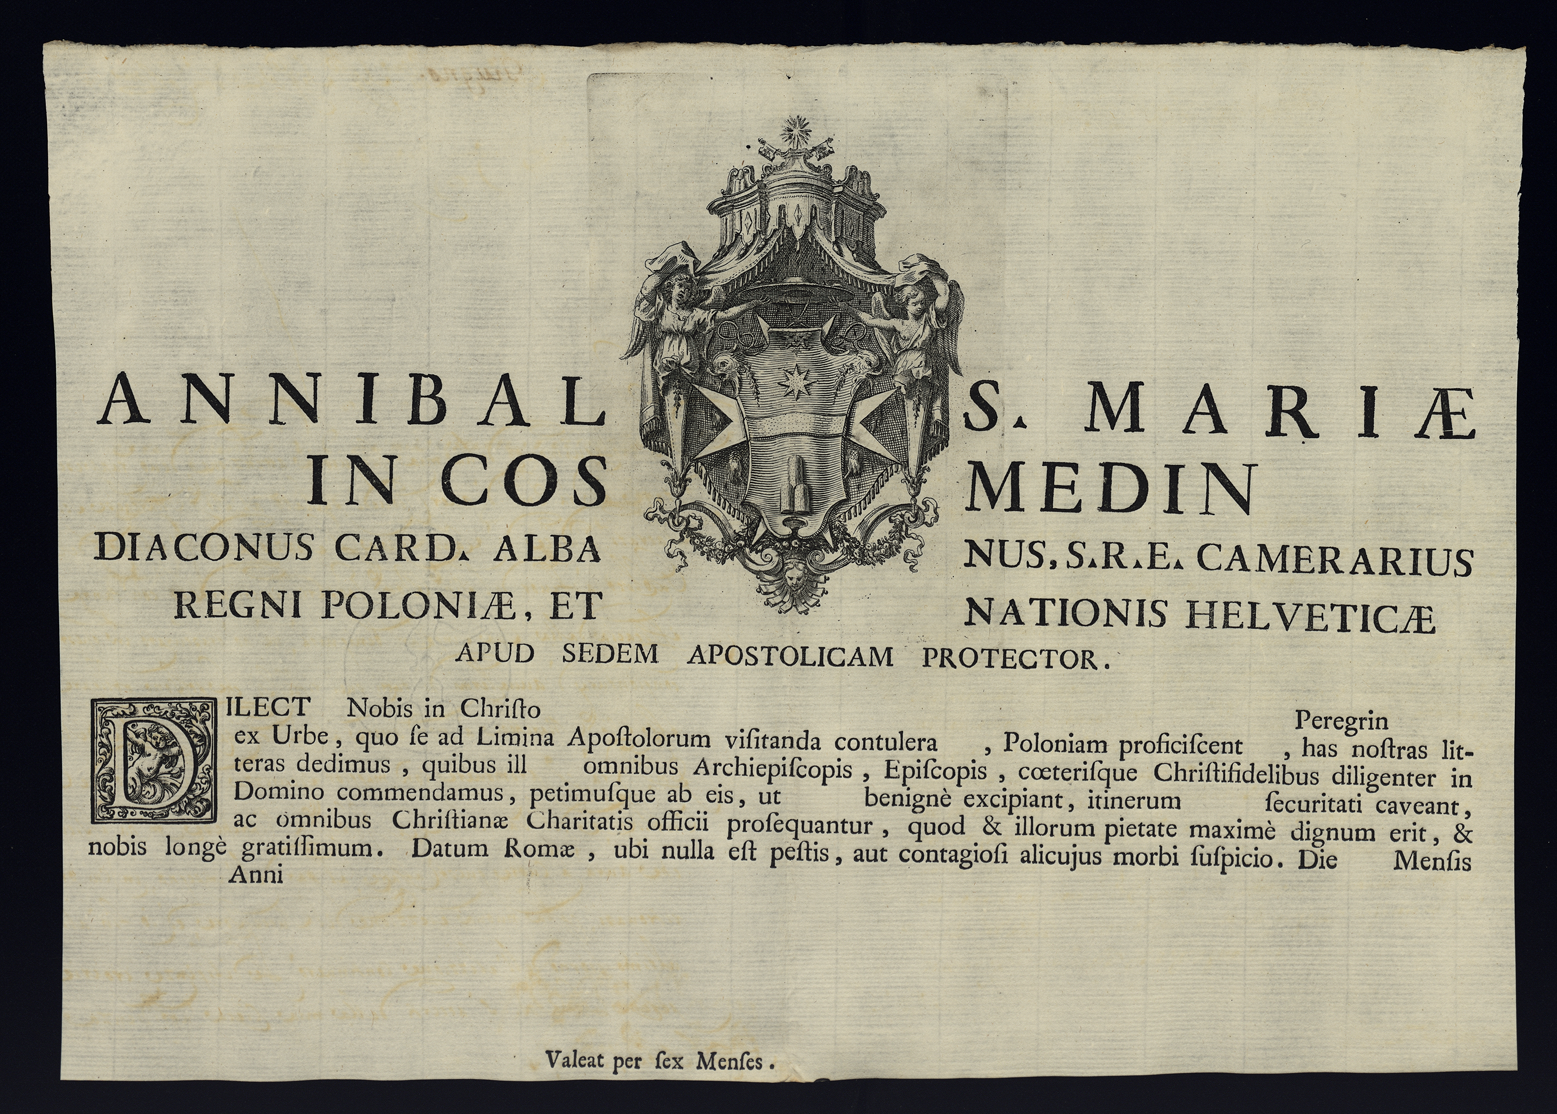 ANNIBAL S. MARIÆ
IN COS MEDIN
DIACONUS CARD. ALBA NUS, S.R.E. CAMERARIUS
REGNI POLONIÆ, ET NATIONIS HELVETICÆ
APUD SEDEM APOSTOLICAM PROTECTOR.
DILECT Nobis in Chriſto Peregrin
ex Urbe, quo ſe ad Limina Apoſtolorum viſitanda contulera , Poloniam proficiſcent , has noſtras lit-
teras dedimus, quibus ill omnibus Archiepiſcopis, Epiſcopis, cœteriſque Chriſtifidelibus diligenter in
Domino commendamus, petimuſque ab eis, ut benignè excipiant, itinerum ſecuritati caveant,
ac omnibus Chriſtianæ Charitatis officii proſequantur, quod & illorum pietate maximè dignum erit, &
nobis longè gratiſſimum. Datum Romæ, ubi nulla eſt peſtis, aut contagioſi alicujus morbi ſuſpicio. Die Menſis
Anni
Valeat per ſex Menſes.